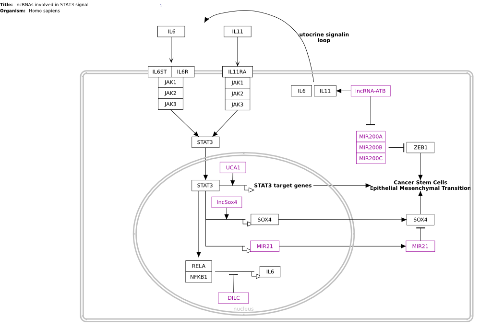 Title: ncRNAs involved in STAT3 signal
Organism: Homo sapiens
IL6
IL11
utocrine signalin
loop
IL6ST
IL6R
JAK1
JAK2
JAK3
IL11RA
JAK1
JAK2
JAK3
IL6
IL11
lncRNA-ATB
MIR200A
MIR200B
MIR200C
ZEB1
STAT3
UCA1
STAT3
STAT3 target genes
Cancer Stem Cells
Epithelial Mesenchymal Transition
lncSox4
SOX4
SOX4
MIR21
MIR21
RELA
NFKB1
IL6
DILC
nucleus